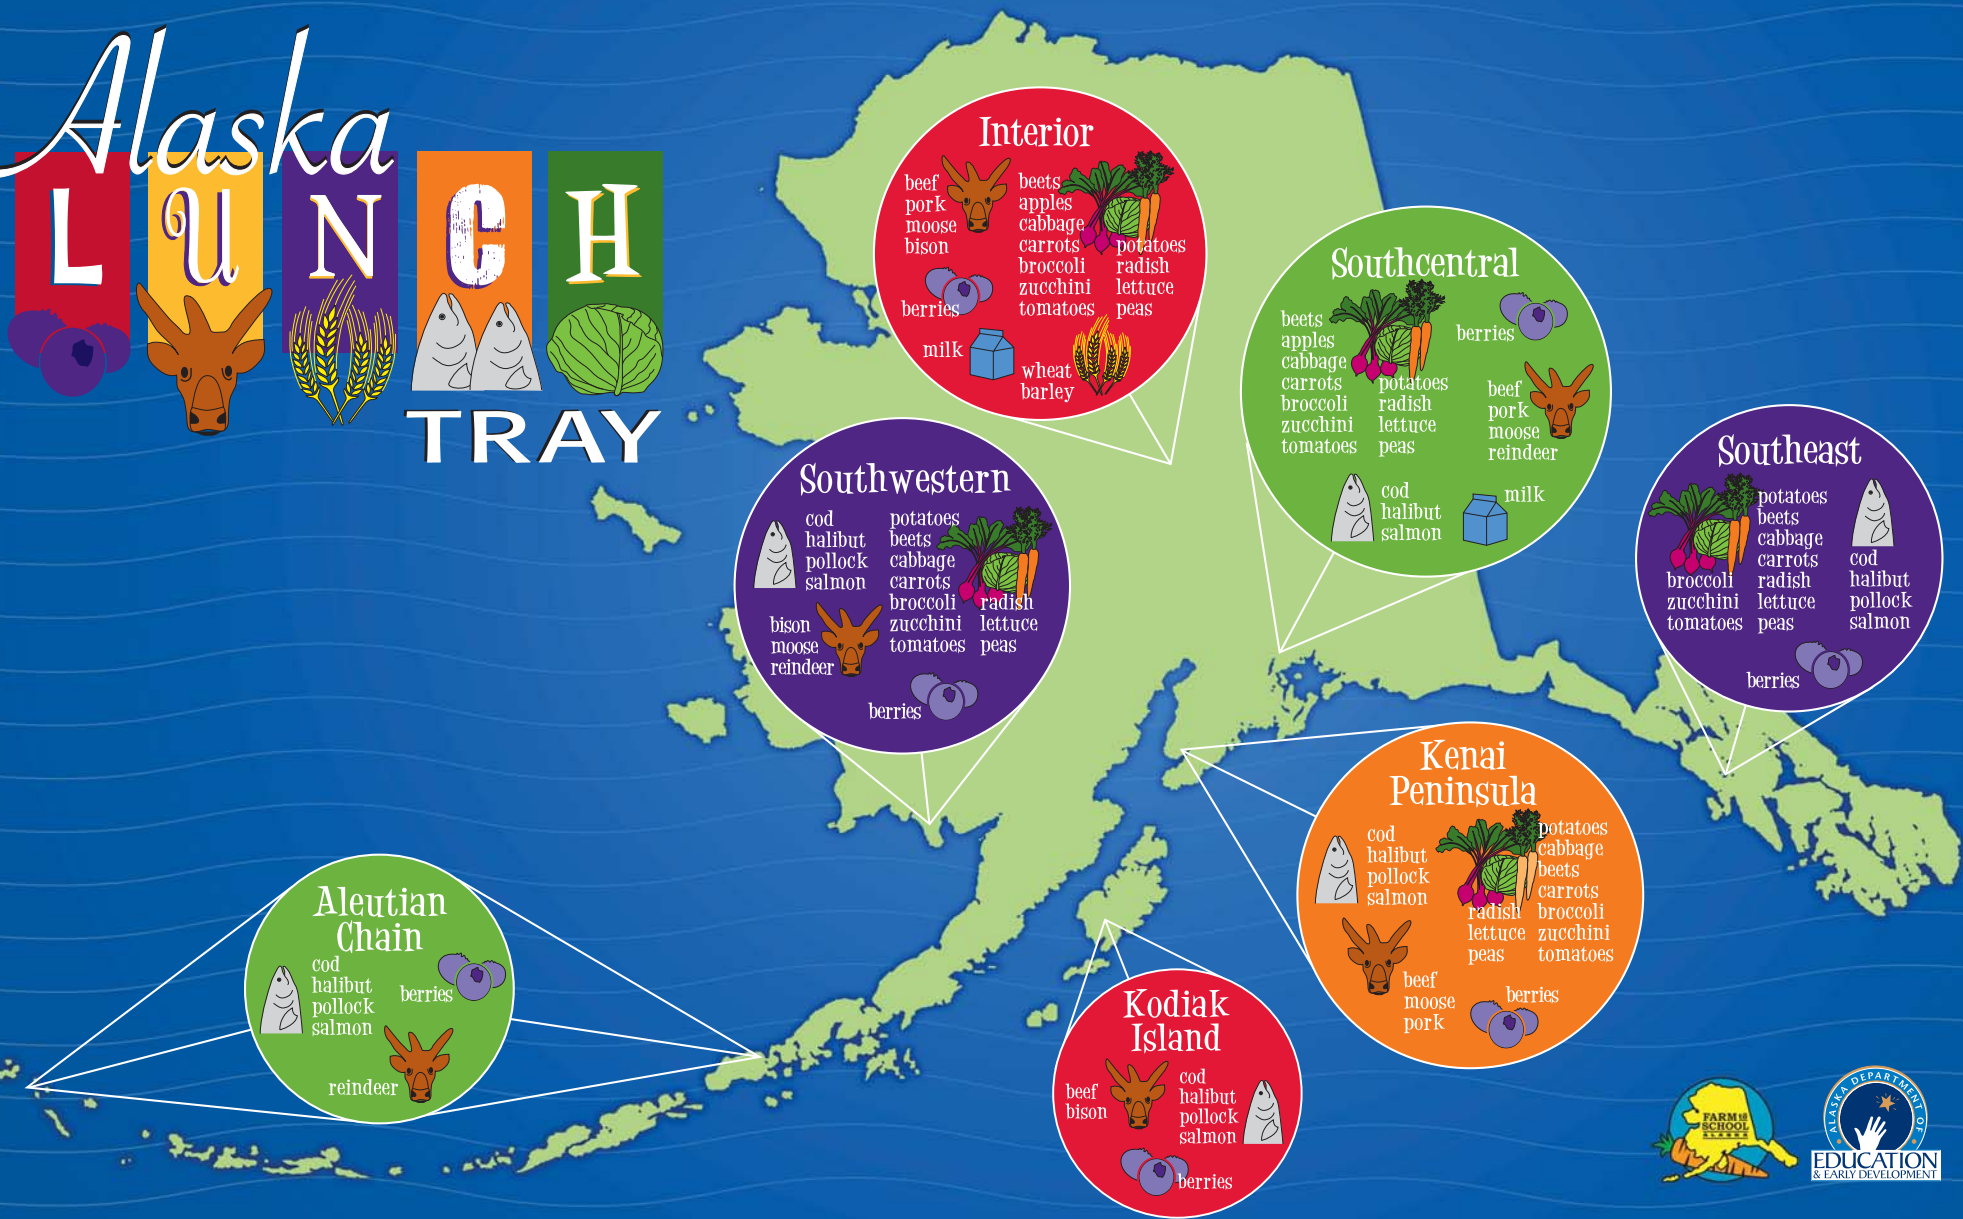 Alaska
LUNCH
TRAY
Interior
beef
pork
moose
bison
berries
milk
beets
apples
cabbage
carrots
broccoli
zucchini
tomatoes
potatoes
radish
lettuce
peas
wheat
barley
Southcentral
beets
apples
cabbage
carrots
broccoli
zucchini
tomatoes
potatoes
radish
lettuce
peas
berries
beef
pork
moose
reindeer
cod
halibut
salmon
milk
Southeast
broccoli
zucchini
tomatoes
potatoes
beets
cabbage
carrots
radish
lettuce
peas
cod
halibut
pollock
salmon
berries
Southwestern
cod
halibut
pollock
salmon
bison
moose
reindeer
potatoes
beets
cabbage
carrots
broccoli
zucchini
tomatoes
radish
lettuce
peas
berries
Kenai
Peninsula
cod
halibut
pollock
salmon
radish
lettuce
peas
potatoes
cabbage
beets
carrots
broccoli
zucchini
tomatoes
beef
moose
pork
berries
Aleutian
Chain
cod
halibut
pollock
salmon
berries
reindeer
Kodiak
Island
beef
bison
cod
halibut
pollock
salmon
berries
FARM to
SCHOOL
ALASKA DEPARTMENT OF
EDUCATION
& EARLY DEVELOPMENT